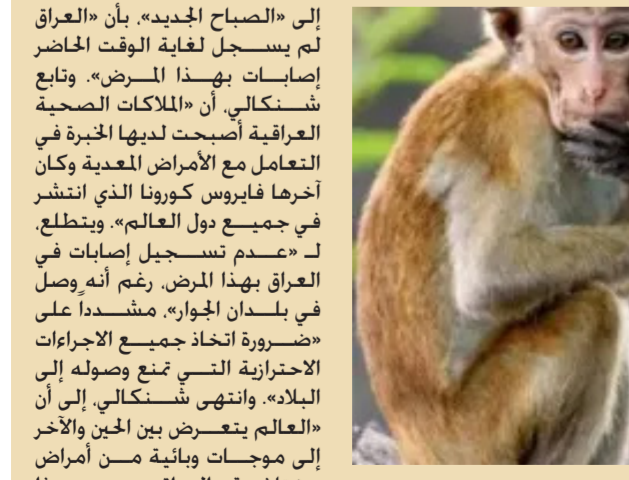 إلى «الصباح الجديد»، بأن «العراق
لم يسجل لغاية الوقت الحاضر
إصابات بهذا المرض». وتابع
شنكالي، أن «الملاكات الصحية
العراقية أصبحت لديها الخبرة في
التعامل مع الأمراض المعدية وكان
آخرها فايروس كورونا الذي انتشر
في جميع دول العالم». ويتطلع،
لـ «عدم تسجيل إصابات في
العراق بهذا المرض، رغم أنه وصل
في بلدان الجوار»، مشدداً على
«ضرورة اتخاذ جميع الاجراءات
الاحترازية التي تمنع وصوله إلى
البلاد». وانتهى شنكالي، إلى أن
«العالم يتعرض بين الحين والآخر
إلى موجات وبائية من أمراض